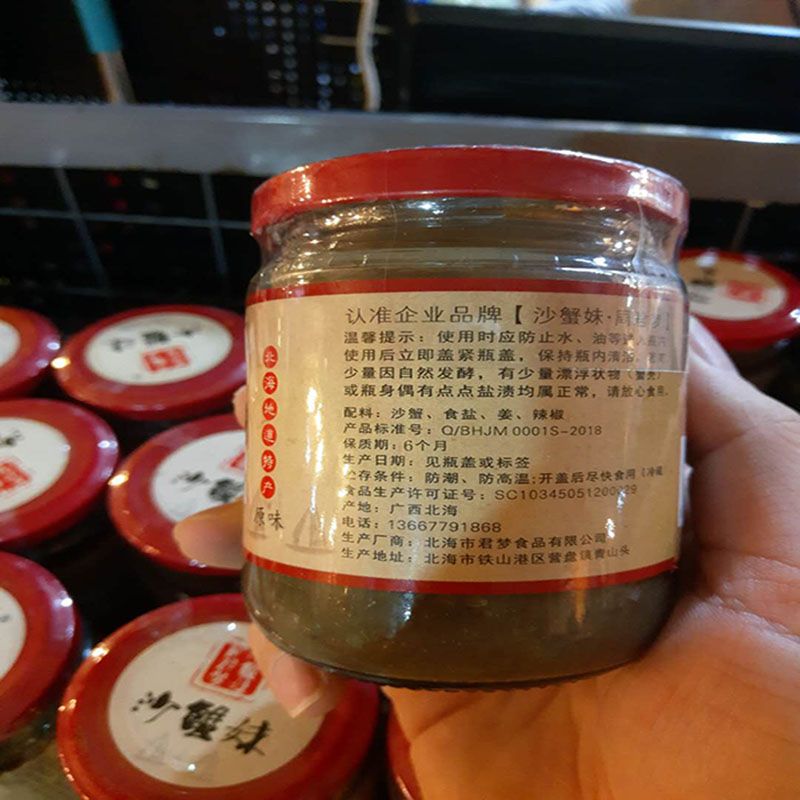 认准企业品牌【 沙蟹妹·
温馨提示：使用时应防止水、油等
使用后立即盖紧瓶盖，保持瓶内清洁
少量因自然发酵，有少量漂浮状物（蟹壳）
或瓶身偶有点点盐渍均属正常，请放心食用.
配料：沙蟹、食盐、姜、辣椒
产品标准号：Q/BHJM 0001S-2018
保质期：6个月
生产日期：见瓶盖或标签
贮存条件：防潮、防高温;开盖后尽快食用（冷藏
食品生产许可证号：SC10345051200
产地：广西北海
电话：13667791868
生产厂商：北海市君梦食品有限公司
生产地址：北海市铁山港区营盘镇青山头
北海地道特产
原味
沙蟹妹
沙蟹